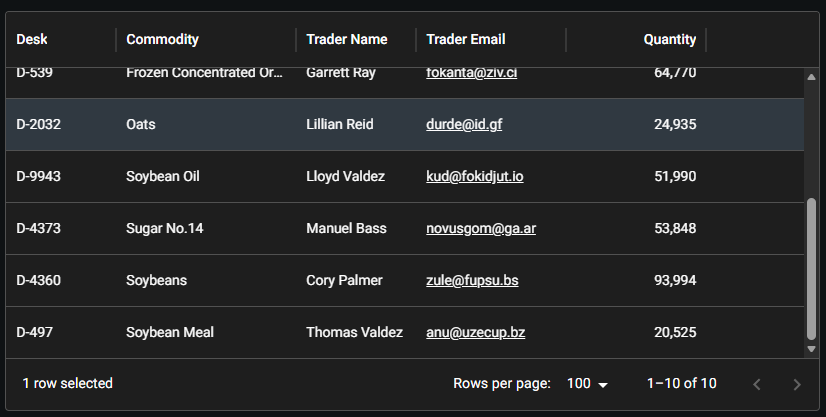 Desk Commodity Trader Name Trader Email Quantity
D-539 Frozen Concentrated Or... Garrett Ray fokanta@ziv.ci 64,770
D-2032 Oats Lillian Reid durde@id.gf 24,935
D-9943 Soybean Oil Lloyd Valdez kud@fokidjut.io 51,990
D-4373 Sugar No.14 Manuel Bass novusgom@ga.ar 53,848
D-4360 Soybeans Cory Palmer zule@fupsu.bs 93,994
D-497 Soybean Meal Thomas Valdez anu@uzecup.bz 20,525
1 row selected Rows per page: 100 1–10 of 10